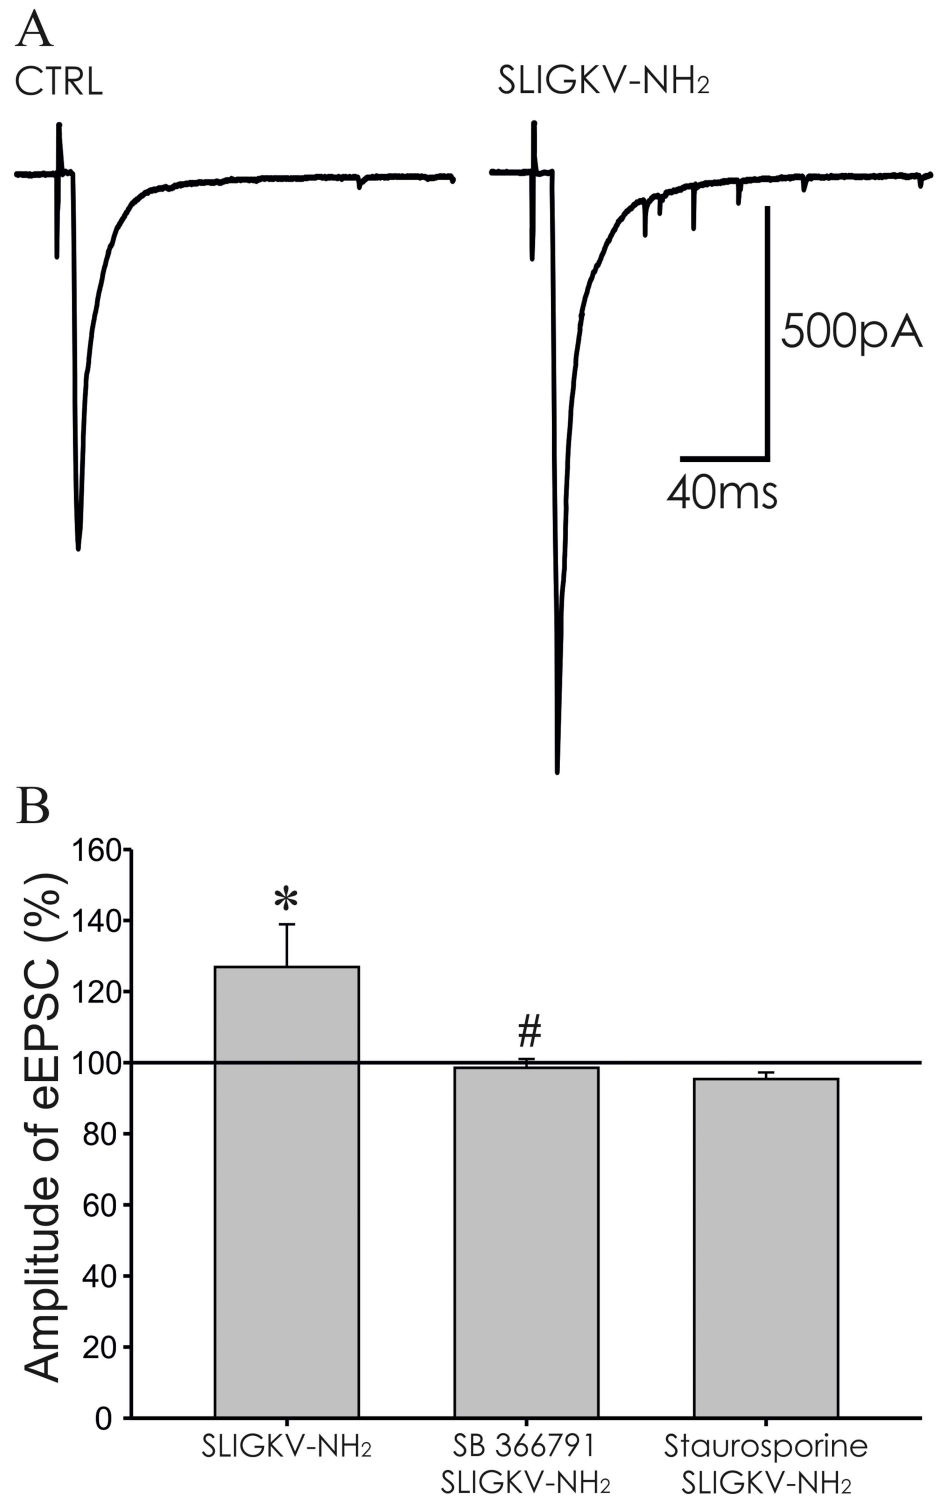 A
CTRL
SLIGKV-NH₂
500pA
40ms
B
Amplitude of eEPSC (%)
160
140
120
100
80
60
40
20
0
*
#
SLIGKV-NH₂
SB 366791
SLIGKV-NH₂
Staurosporine
SLIGKV-NH₂